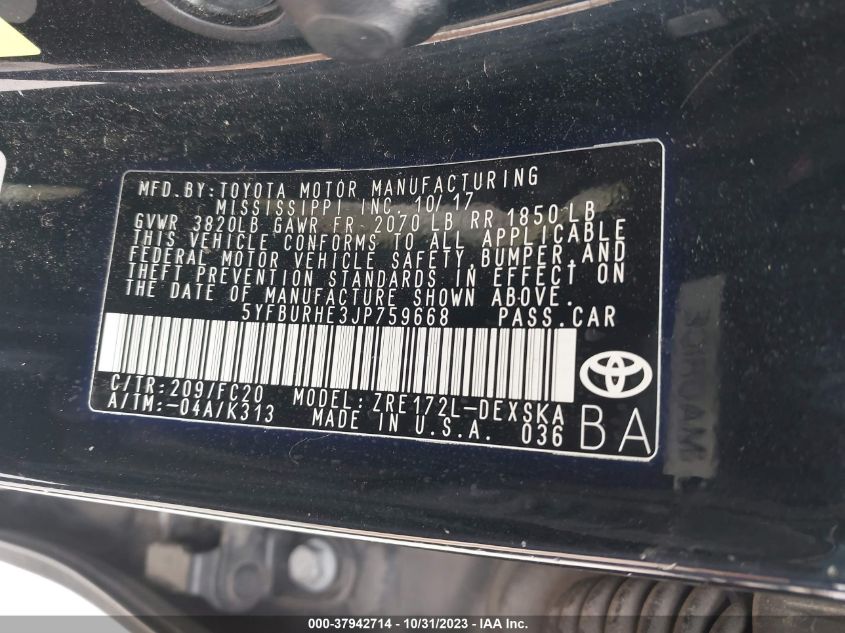 MFD.BY:TOYOTA MOTOR MANUFACTURING
MISSISSIPPI INC. 10/17
GVWR 3820LB GAWR FR 2070 LB RR 1850 LB
THIS VEHICLE CONFORMS TO ALL APPLICABLE
FEDERAL MOTOR VEHICLE SAFETY,BUMPER,AND
THEFT PREVENTION STANDARDS IN EFFECT ON
THE DATE OF MANUFACTURE SHOWN ABOVE.
5YFBURHE3JP759668 PASS.CAR
C/TR:209/FC20 MODEL:ZRE172L-DEXSKA
A/TM:-04A/K313 MADE IN U.S.A. 036
BA
000-37942714 - 10/31/2023 - © IAA Inc.